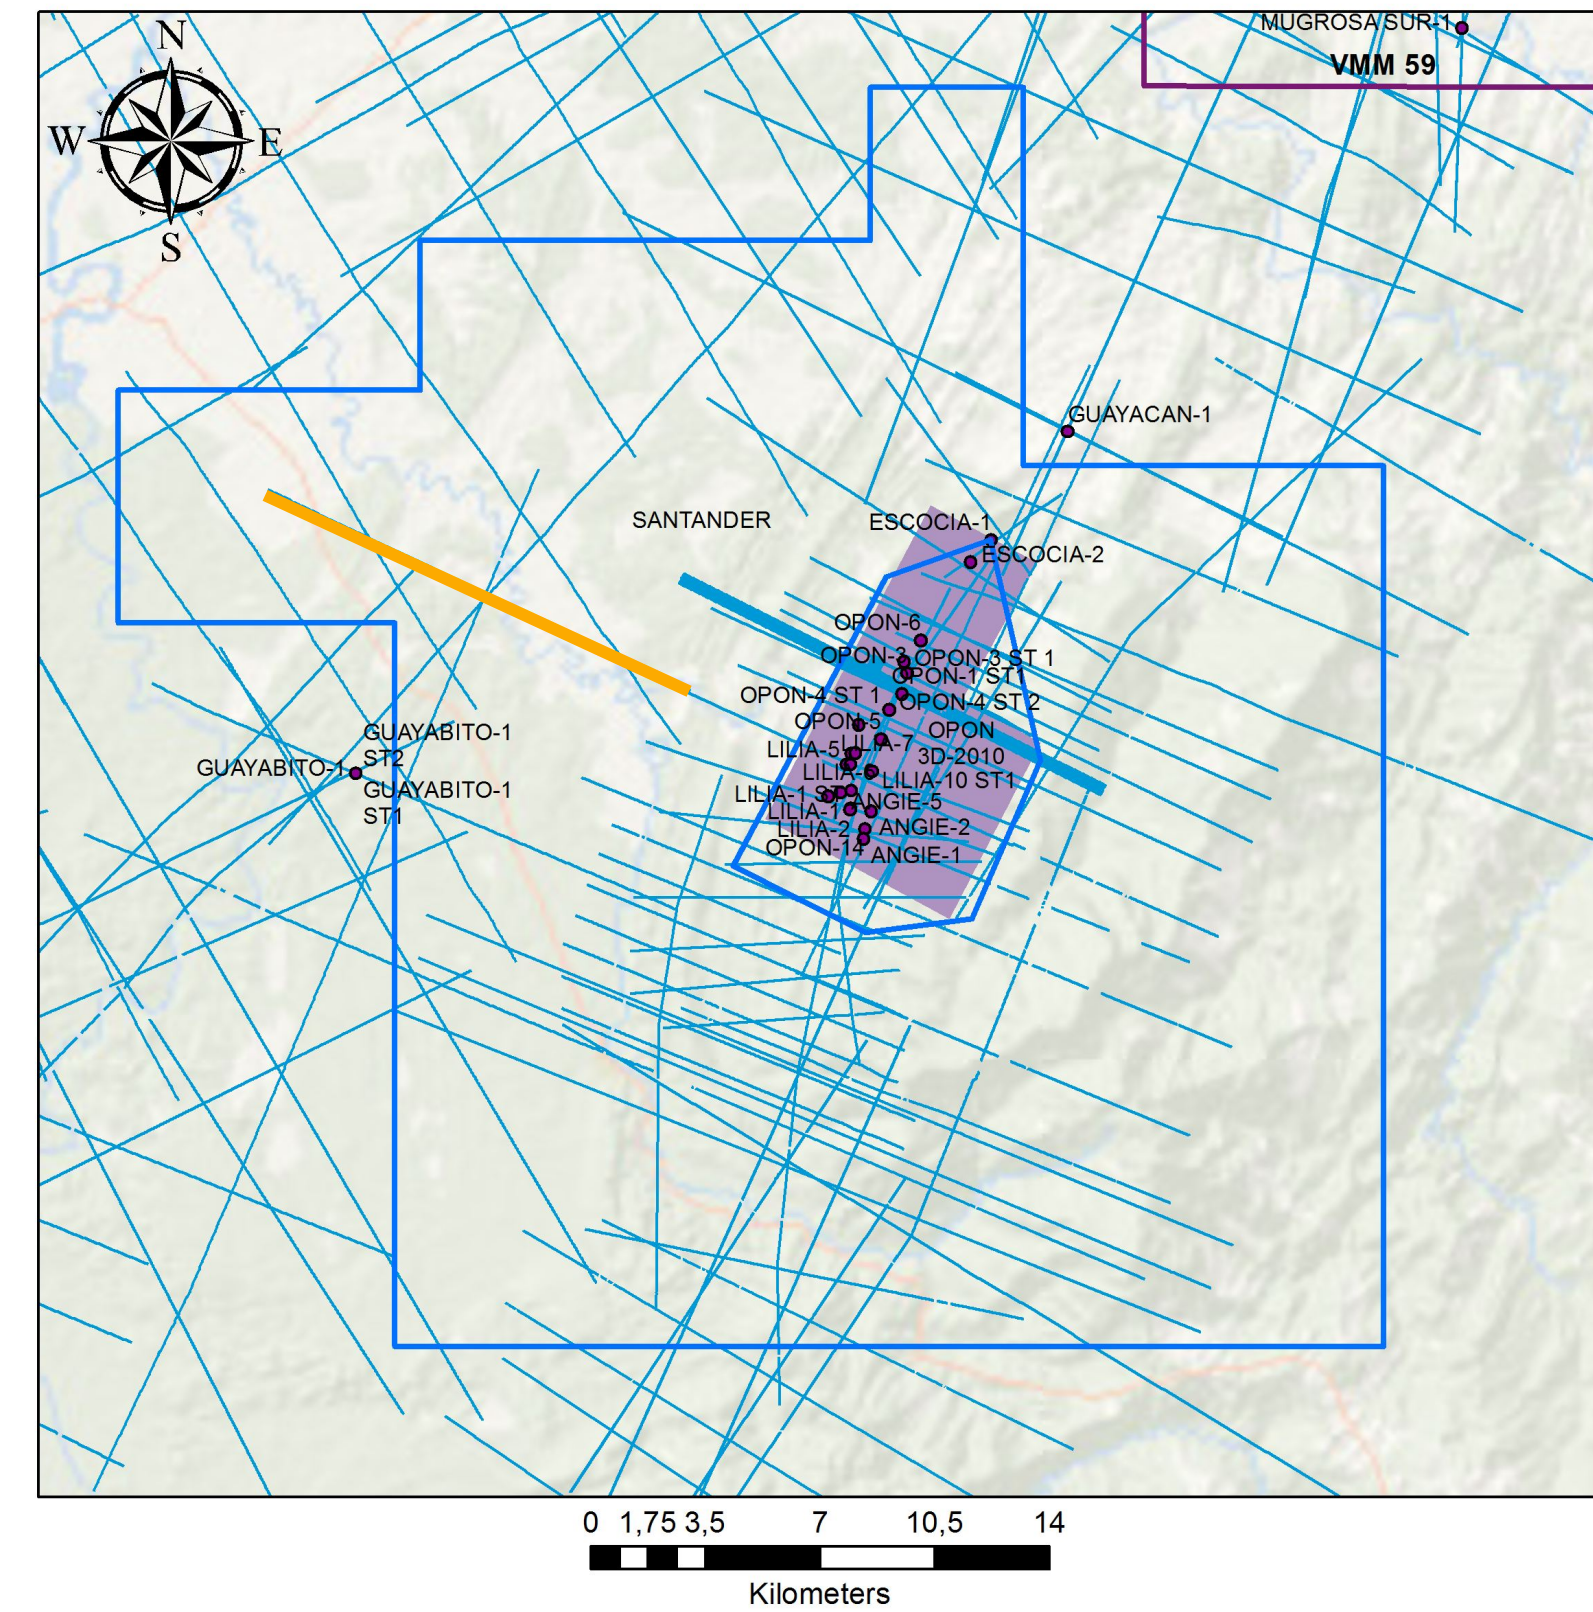 MUGROSA SUR-1
VMM 59
N
W
E
S
GUAYACAN-1
SANTANDER
ESCOCIA-1
ESCOCIA-2
OPON-6
OPON-3
OPON-3 ST 1
OPON-1 ST1
OPON-4 ST 1
OPON-4 ST 2
OPON-5
OPON
3D-2010
LILIA-5
LILIA-7
LILIA-10 ST1
GUAYABITO-1
ST2
GUAYABITO-1
GUAYABITO-1
ST1
LILIA-1
ANGIE-5
LILIA-1
LILIA-2
ANGIE-2
OPON-14
ANGIE-1
0 1,75 3,5 7 10,5 14
Kilometers